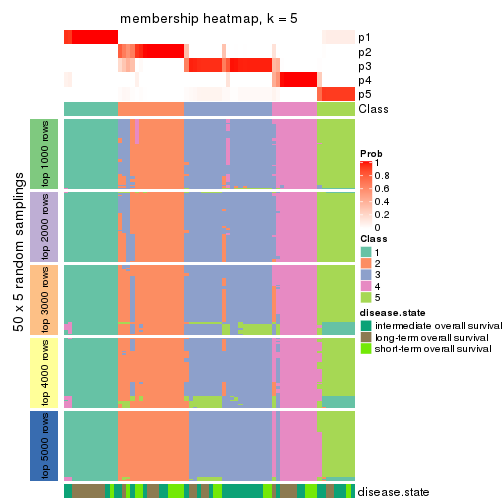 membership heatmap, k = 5
p1
p2
p3
p4
p5
Class
50 x 5 random samplings
top 1000 rows
top 2000 rows
top 3000 rows
top 4000 rows
top 5000 rows
Prob
1
0.8
0.6
0.4
0.2
0
Class
1
2
3
4
5
disease.state
intermediate overall survival
long-term overall survival
short-term overall survival
disease.state